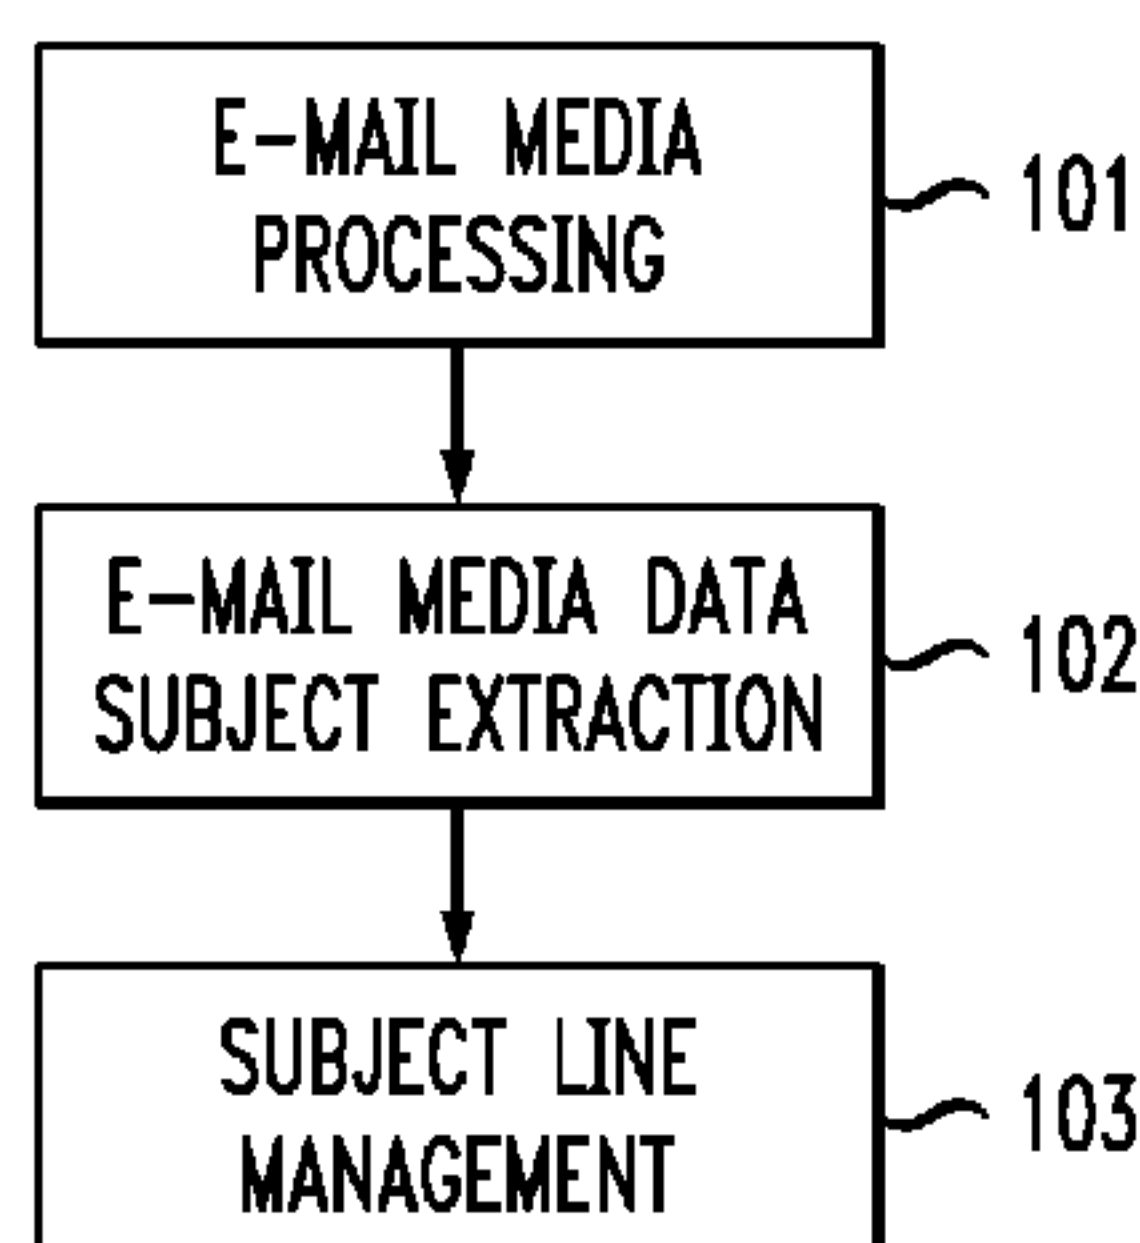 E-MAIL MEDIA
PROCESSING
101
E-MAIL MEDIA DATA
SUBJECT EXTRACTION
102
SUBJECT LINE
MANAGEMENT
103